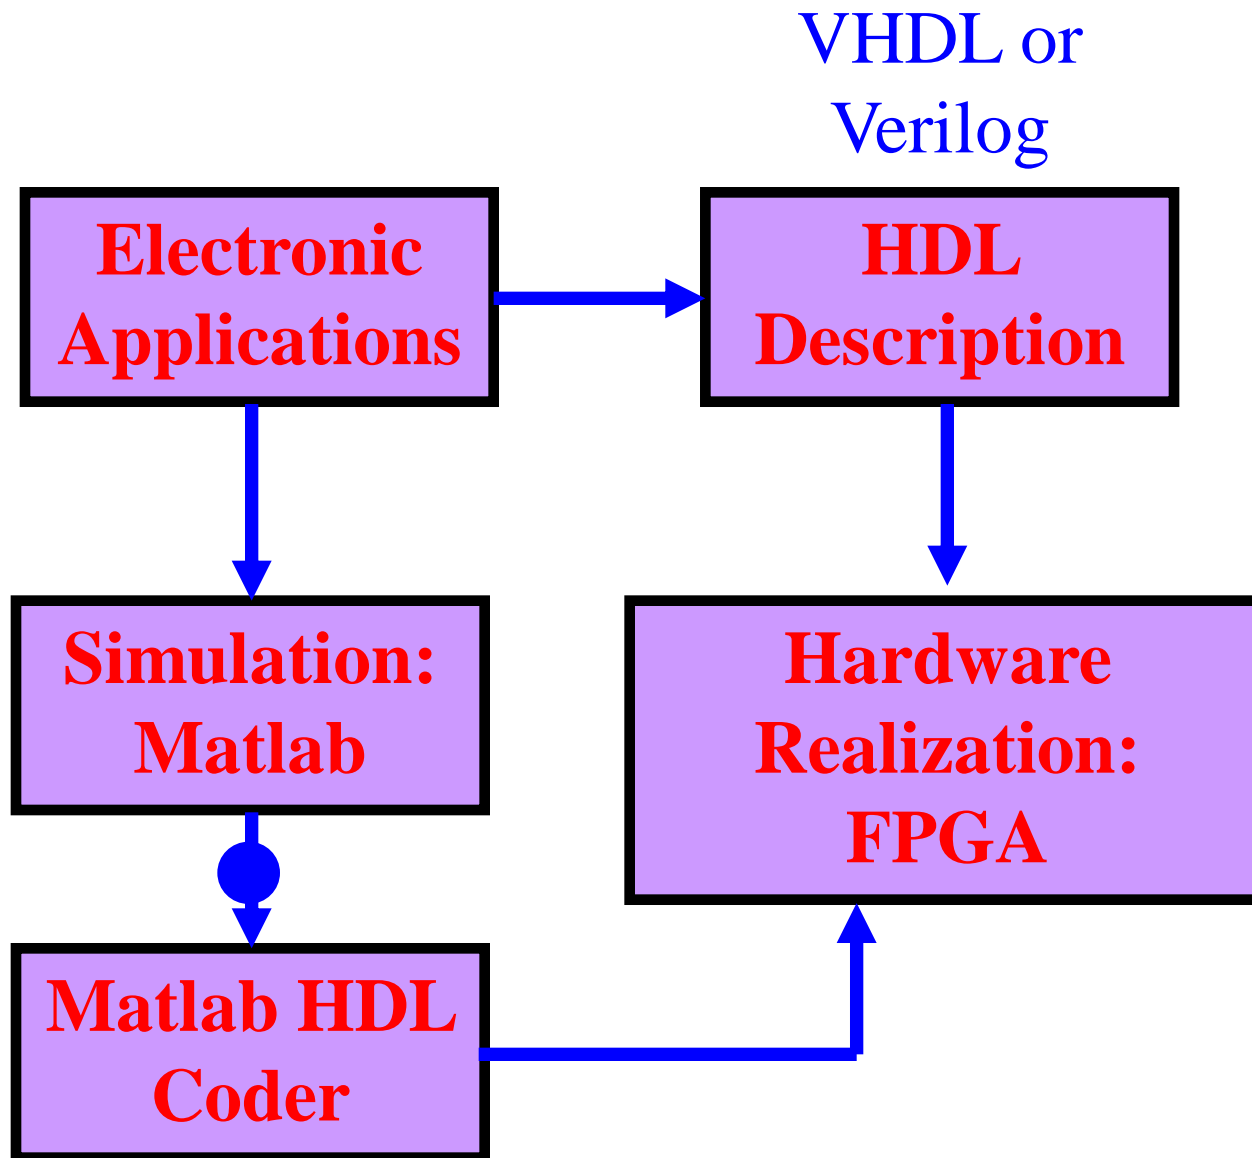 VHDL or
Verilog
Electronic
Applications
HDL
Description
Simulation:
Matlab
Hardware
Realization:
FPGA
Matlab HDL
Coder